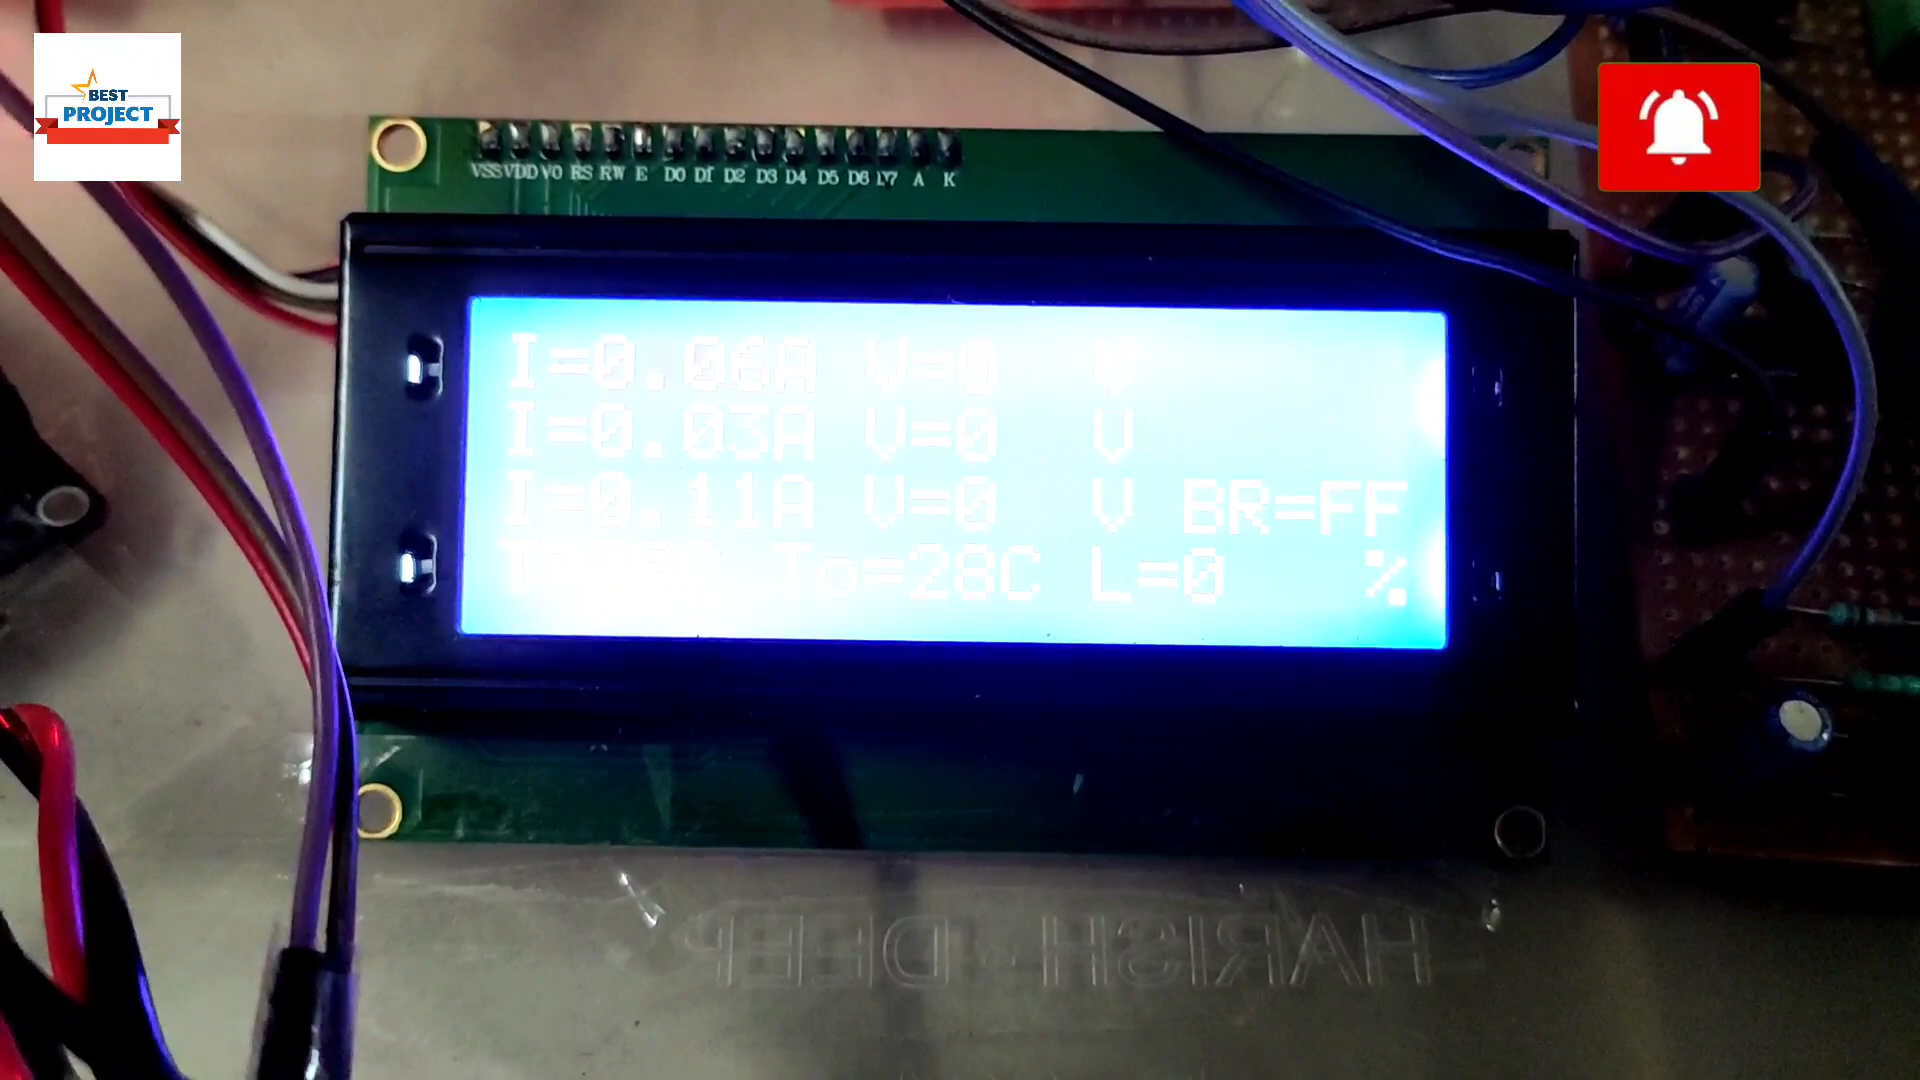 BEST
PROJECT
VSS VDD VO RS RW E D0 D1 D2 D3 D4 D5 D6 D7 A K
I=0.06A V=0 V
I=0.03A V=0 V
I=0.11A V=0 V BR=FF
To=28C L=0 %
HARISH DEEP